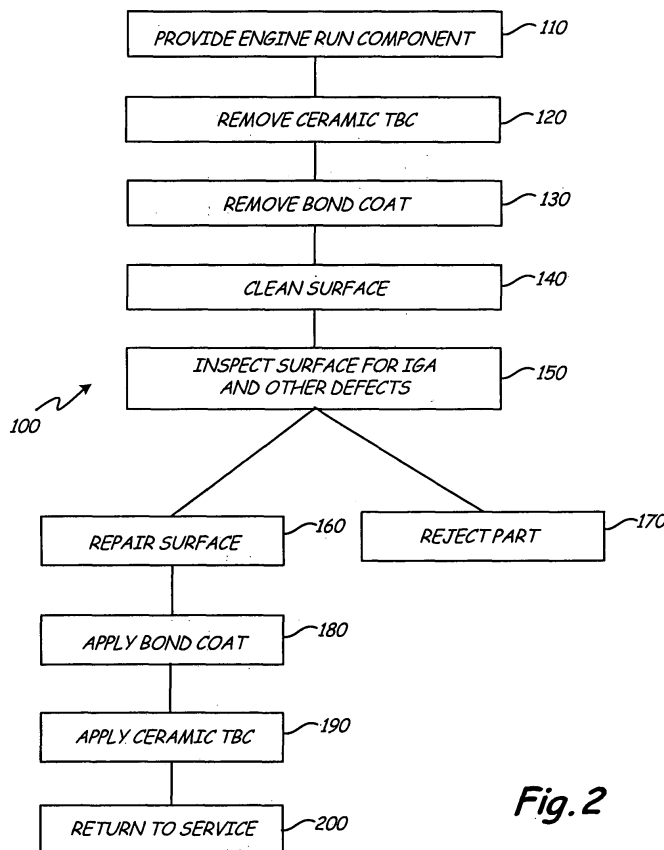 PROVIDE ENGINE RUN COMPONENT
110
REMOVE CERAMIC TBC
120
REMOVE BOND COAT
130
CLEAN SURFACE
140
INSPECT SURFACE FOR IGA
AND OTHER DEFECTS
150
100
REPAIR SURFACE
160
REJECT PART
170
APPLY BOND COAT
180
APPLY CERAMIC TBC
190
RETURN TO SERVICE
200
Fig. 2